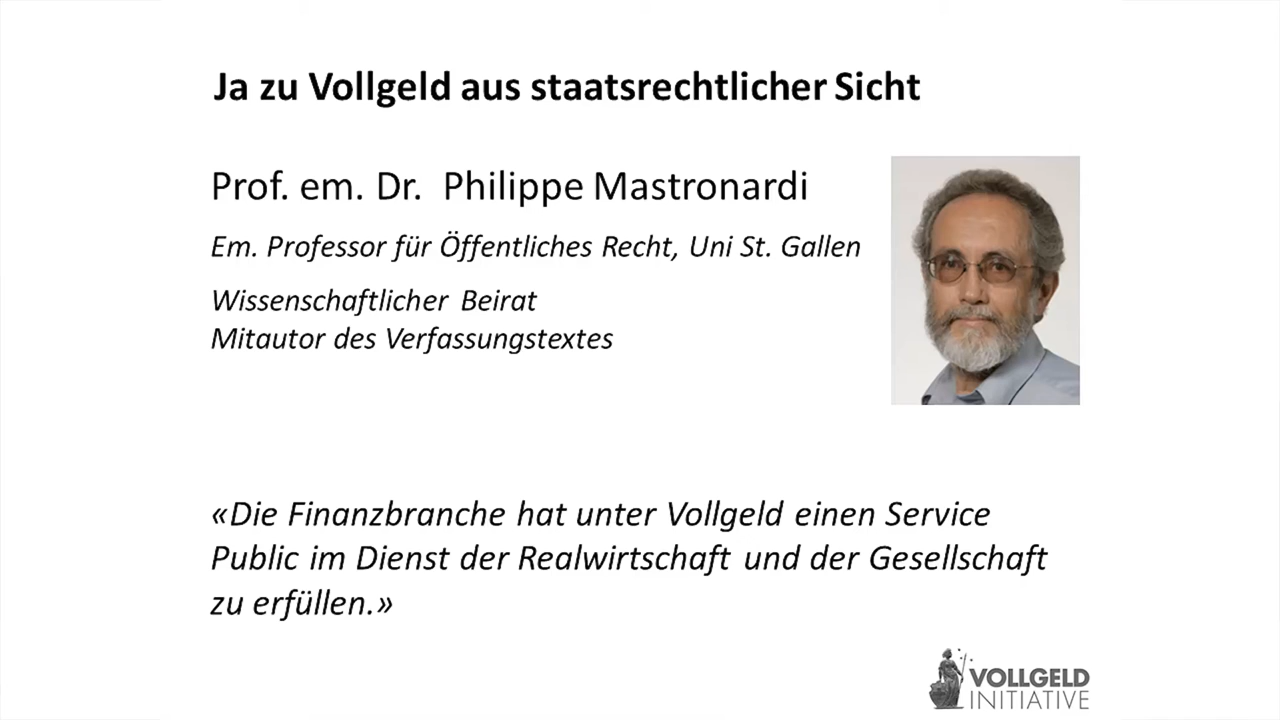 Ja zu Vollgeld aus staatsrechtlicher Sicht
Prof. em. Dr. Philippe Mastronardi
Em. Professor für Öffentliches Recht, Uni St. Gallen
Wissenschaftlicher Beirat
Mitautor des Verfassungstextes
«Die Finanzbranche hat unter Vollgeld einen Service
Public im Dienst der Realwirtschaft und der Gesellschaft
zu erfüllen.»
VOLLGELD
INITIATIVE